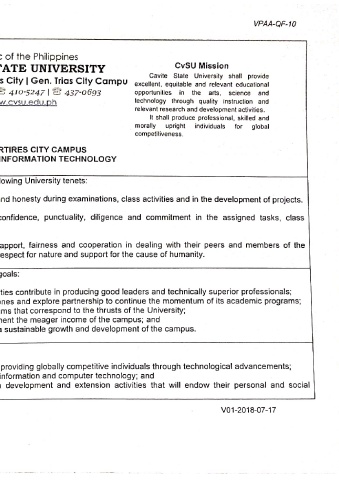 VPAA-QF-10
c of the Philippines
TATE UNIVERSITY
s City | Gen. Trias City Campu
☏ 410-5247 | ☏ 437-0693
w.cvsu.edu.ph
CvSU Mission
Cavite State University shall provide
excellent, equitable and relevant educational
opportunities in the arts, science and
technology through quality instruction and
relevant research and development activities.
It shall produce professional, skilled and
morally upright individuals for global
competitiveness.
RTIRES CITY CAMPUS
INFORMATION TECHNOLOGY
lowing University tenets:
nd honesty during examinations, class activities and in the development of projects.
confidence, punctuality, diligence and commitment in the assigned tasks, class
apport, fairness and cooperation in dealing with their peers and members of the
espect for nature and support for the cause of humanity.
goals:
ties contribute in producing good leaders and technically superior professionals;
ones and explore partnership to continue the momentum of its academic programs;
ms that correspond to the thrusts of the University;
ment the meager income of the campus; and
a sustainable growth and development of the campus.
providing globally competitive individuals through technological advancements;
information and computer technology; and
n development and extension activities that will endow their personal and social
V01-2018-07-17